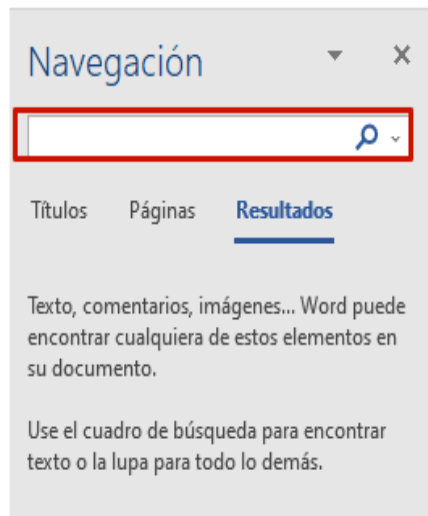 Navegación
Títulos Páginas Resultados
Texto, comentarios, imágenes... Word puede
encontrar cualquiera de estos elementos en
su documento.
Use el cuadro de búsqueda para encontrar
texto o la lupa para todo lo demás.